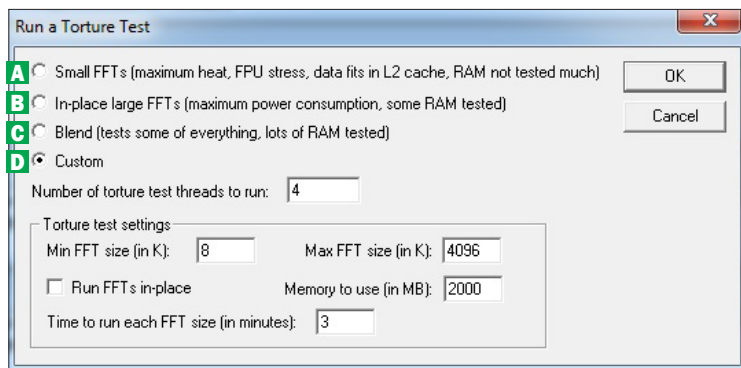 Run a Torture Test
A Small FFTs (maximum heat, FPU stress, data fits in L2 cache, RAM not tested much)
OK
B In-place large FFTs (maximum power consumption, some RAM tested)
Cancel
C Blend (tests some of everything, lots of RAM tested)
D Custom
Number of torture test threads to run: 4
Torture test settings
Min FFT size (in K): 8 Max FFT size (in K): 4096
Run FFTs in-place Memory to use (in MB): 2000
Time to run each FFT size (in minutes): 3